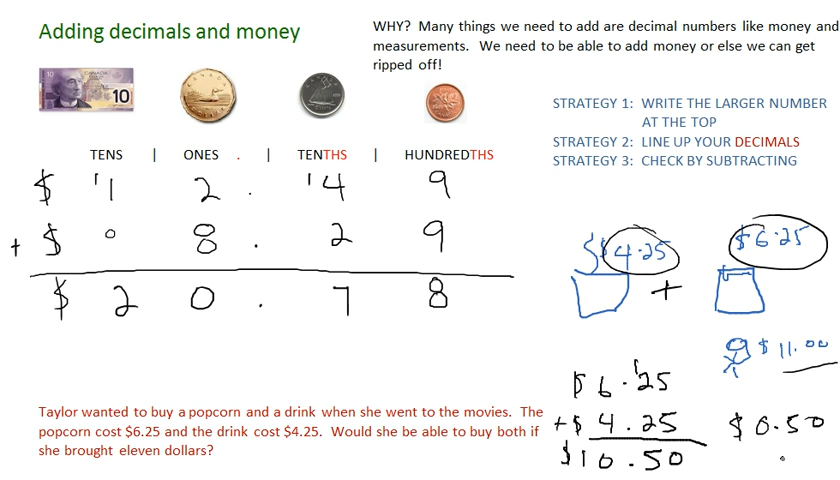 Adding decimals and money
WHY? Many things we need to add are decimal numbers like money and
measurements. We need to be able to add money or else we can get
ripped off!
CANADA
10
10
CANADA
STRATEGY 1: WRITE THE LARGER NUMBER
AT THE TOP
STRATEGY 2: LINE UP YOUR DECIMALS
STRATEGY 3: CHECK BY SUBTRACTING
TENS | ONES . | TENTHS | HUNDREDTHS
$ ¹1 2 . ¹4 9
+ $ 0 8 . 2 9
$ 2 0 . 7 8
$4.25
$6.25
+
$ 11.00
$ 6.¹25
+ $ 4.25
$10.50
$ 0.50
Taylor wanted to buy a popcorn and a drink when she went to the movies. The
popcorn cost $6.25 and the drink cost $4.25. Would she be able to buy both if
she brought eleven dollars?